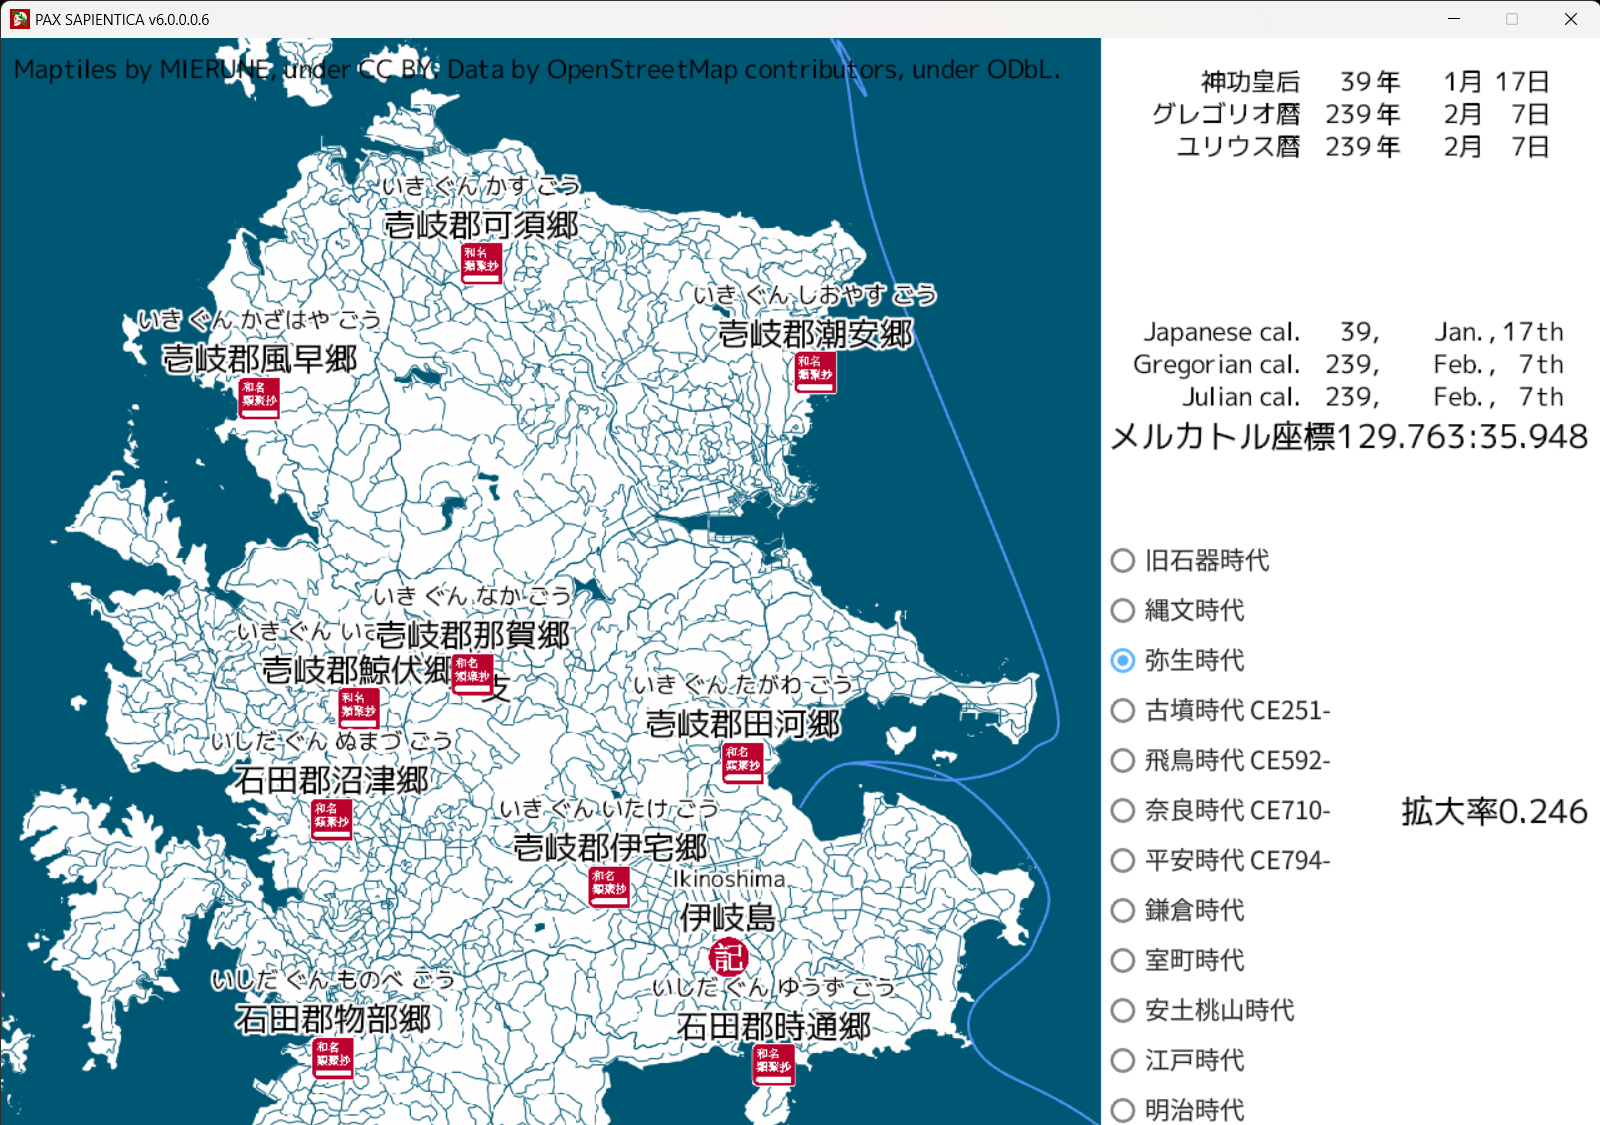 PAX SAPIENTICA v6.0.0.0.6
Maptiles by MIERUNE, under CC BY. Data by OpenStreetMap contributors, under ODbL.
いき ぐん かすごう
壱岐郡可須郷
和名
類聚抄
いき ぐん しおやす ごう
壱岐郡潮安郷
和名
類聚抄
いき ぐん かざはや ごう
壱岐郡風早郷
和名
類聚抄
いき ぐん なか ごう
壱岐郡那賀郷
和名
類聚抄
いき ぐん い
壱岐郡鯨伏郷
和名
類聚抄
支
いき ぐん たがわ ごう
壱岐郡田河郷
和名
類聚抄
いしだ ぐん ぬまづ ごう
石田郡沼津郷
和名
類聚抄
いき ぐん いたけ ごう
壱岐郡伊宅郷
和名
類聚抄
Ikinoshima
伊岐島
記
いしだ ぐん ものべ ごう
石田郡物部郷
和名
類聚抄
いしだ ぐん ゆうず ごう
石田郡時通郷
和名
類聚抄
神功皇后 39年 1月 17日
グレゴリオ暦 239年 2月 7日
ユリウス暦 239年 2月 7日
Japanese cal. 39, Jan., 17th
Gregorian cal. 239, Feb., 7th
Julian cal. 239, Feb., 7th
メルカトル座標129.763:35.948
旧石器時代
縄文時代
弥生時代
古墳時代 CE251-
飛鳥時代 CE592-
奈良時代 CE710-
拡大率0.246
平安時代 CE794-
鎌倉時代
室町時代
安土桃山時代
江戸時代
明治時代